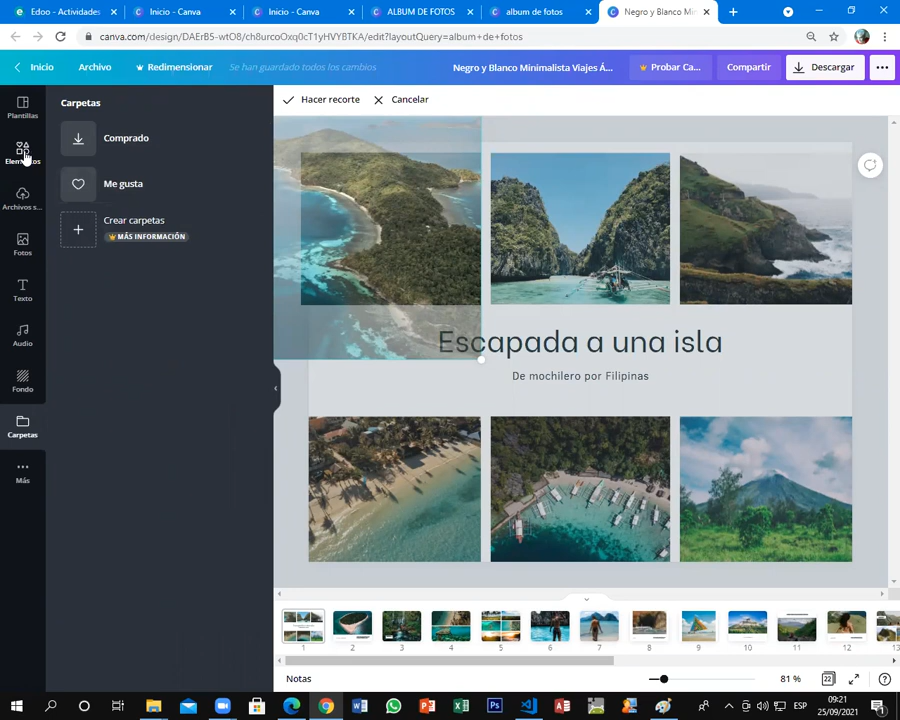 Edoo - Actividades
Inicio - Canva
Inicio - Canva
ALBUM DE FOTOS
album de fotos
Negro y Blanco Min
canva.com/design/DAErB5-wtO8/ch8urcoOxq0cT1yHVYBTKA/edit?layoutQuery=album+de+fotos
Inicio
Archivo
Redimensionar
Se han guardado todos los cambios
Negro y Blanco Minimalista Viajes Á...
Probar Ca...
Compartir
Descargar
Plantillas
Elementos
Archivos s...
Fotos
Texto
Audio
Fondo
Carpetas
Más
Carpetas
Comprado
Me gusta
Crear carpetas
MÁS INFORMACIÓN
Hacer recorte
Cancelar
Escapada a una isla
De mochilero por Filipinas
1 2 3 4 5 6 7 8 9 10 11 12 13
Notas
81 %
22
ESP
09:21
25/09/2021